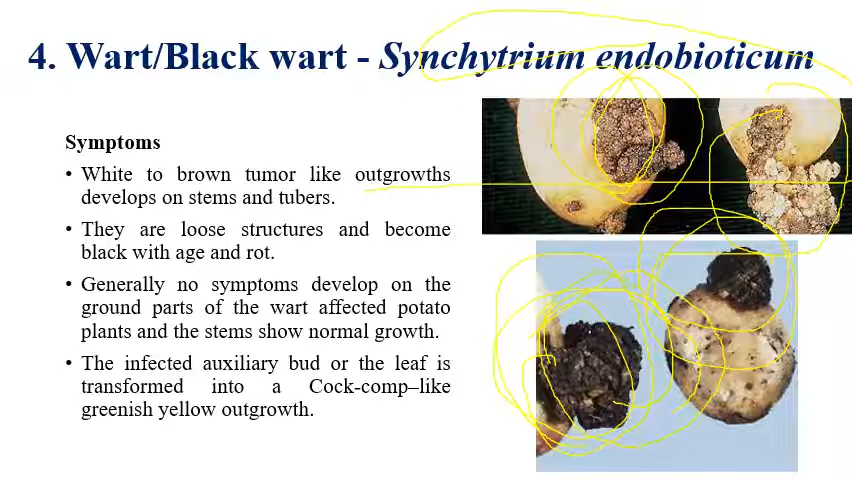 4. Wart/Black wart - Synchytrium endobioticum
Symptoms
• White to brown tumor like outgrowths
develops on stems and tubers.
• They are loose structures and become
black with age and rot.
• Generally no symptoms develop on the
ground parts of the wart affected potato
plants and the stems show normal growth.
• The infected auxiliary bud or the leaf is
transformed into a Cock-comp–like
greenish yellow outgrowth.